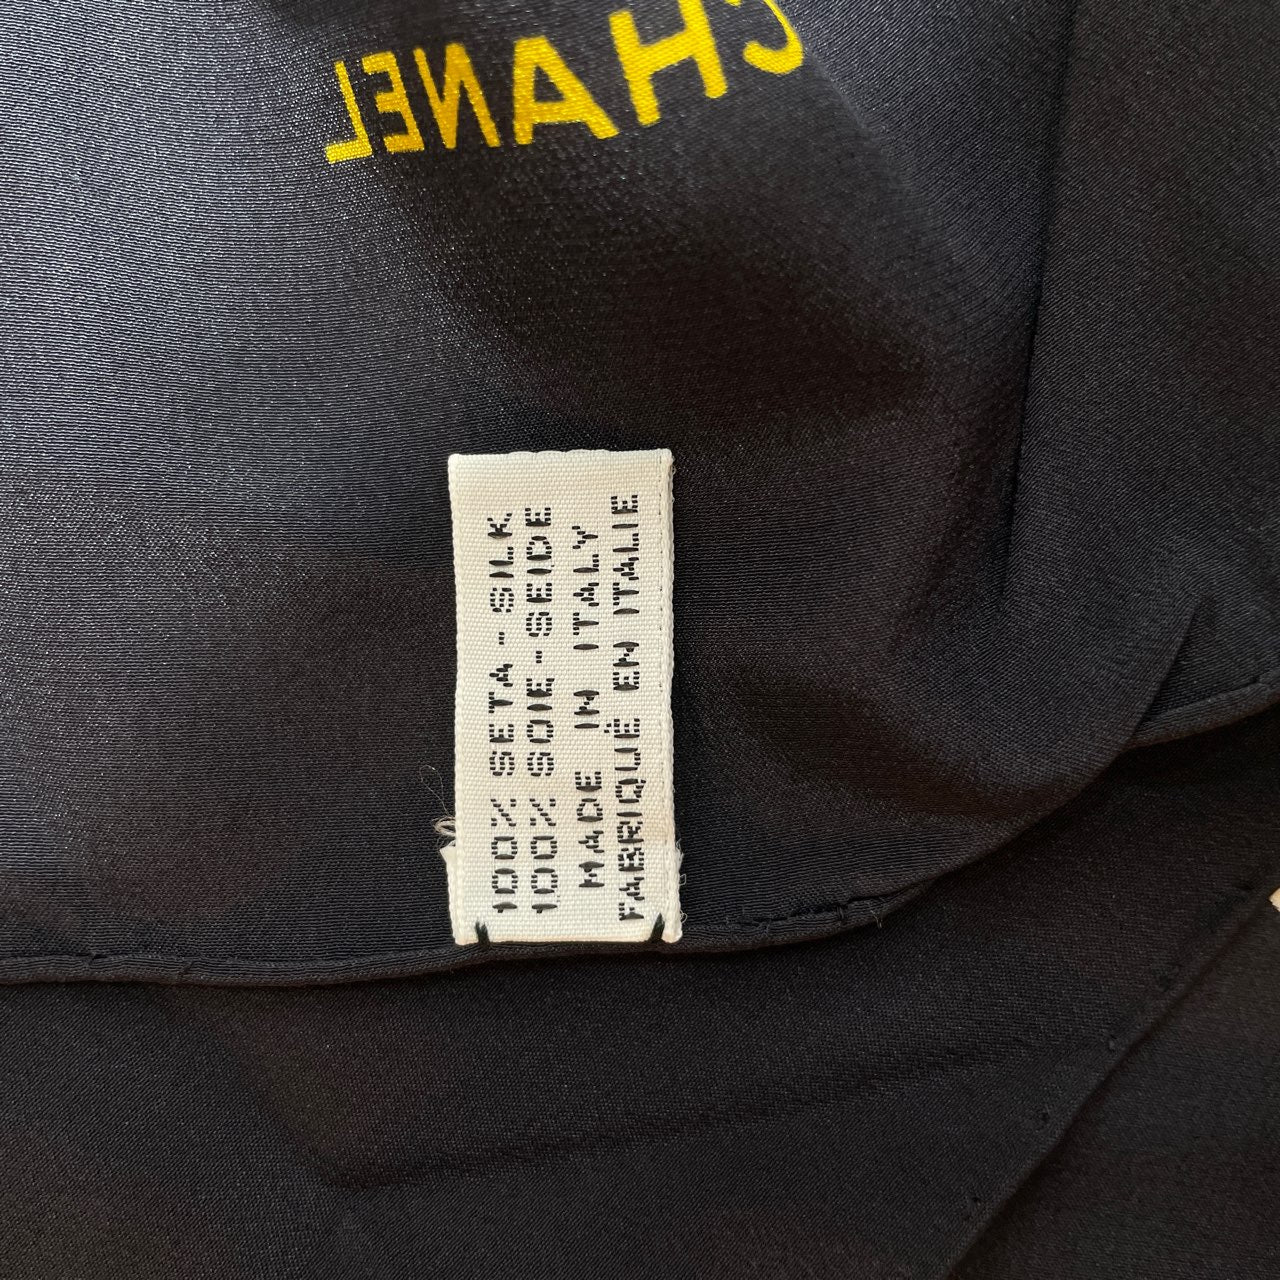 CHANEL
100% SETA - SILK
100% SOIE - SEIDE
MADE IN ITALY
FABRIQUÉ EN ITALIE